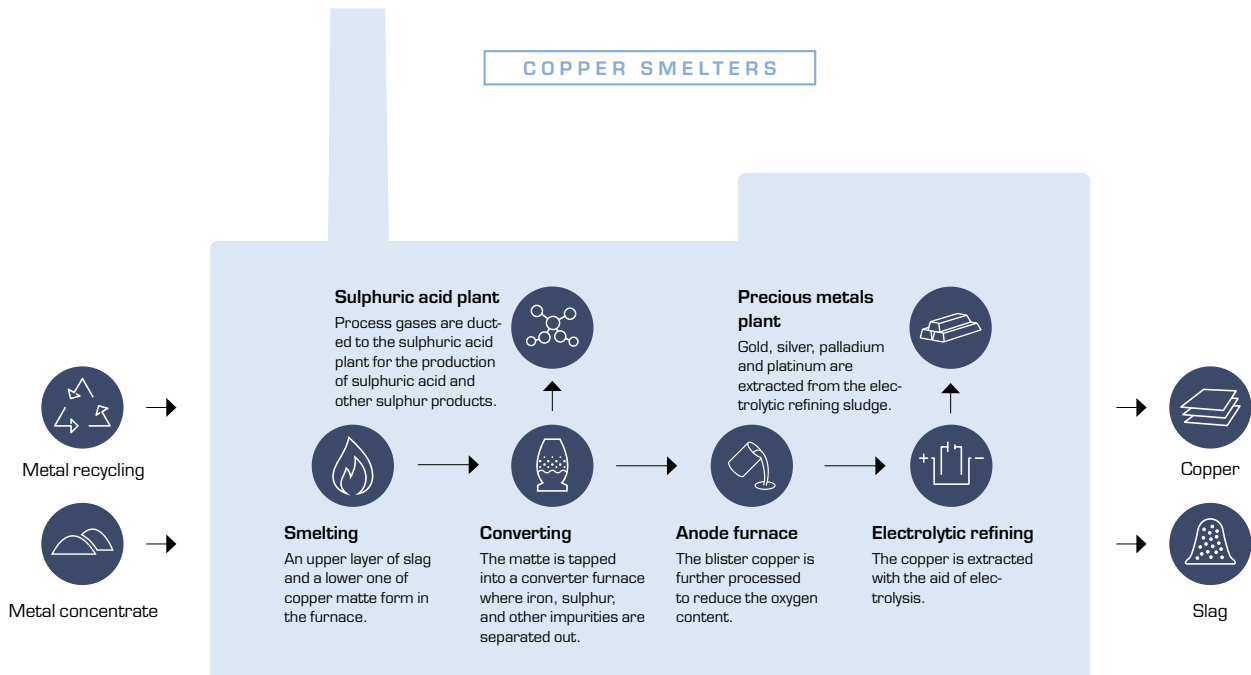 COPPER SMELTERS
Sulphuric acid plant
Process gases are duct-
ed to the sulphuric acid
plant for the production
of sulphuric acid and
other sulphur products.
Precious metals
plant
Gold, silver, palladium
and platinum are
extracted from the elec-
trolytic refining sludge.
Metal recycling
Metal concentrate
Smelting
An upper layer of slag
and a lower one of
copper matte form in
the furnace.
Converting
The matte is tapped
into a converter furnace
where iron, sulphur,
and other impurities are
separated out.
Anode furnace
The blister copper is
further processed
to reduce the oxygen
content.
+ −
Electrolytic refining
The copper is extracted
with the aid of elec-
trolysis.
Copper
Slag